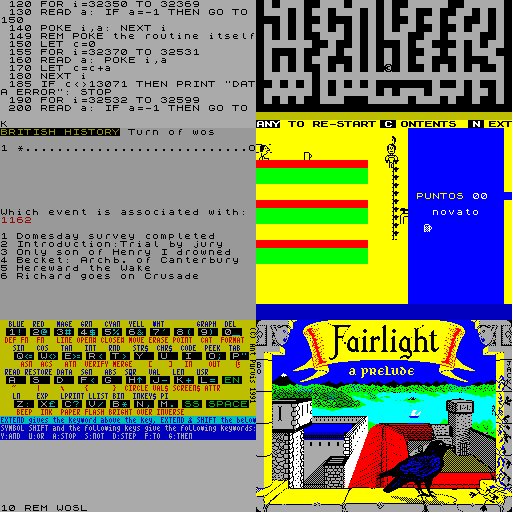 120 FOR i=32350 TO 32369
130 READ a: IF a=-1 THEN GO TO
150
140 POKE i,a: NEXT i
149 REM POKE the routine itself
150 LET c=0
155 FOR i=32370 TO 32531
160 READ a: POKE i,a
170 LET c=c+a
180 NEXT i
185 IF c<>13071 THEN PRINT "DAT
A ERROR": STOP
190 FOR i=32532 TO 32599
200 READ a: IF a=-1 THEN GO TO
K
BRITISH HISTORY Turn of wos
1 *..............................O
Which event is associated with:
1162
1 Domesday survey completed
2 Introduction:Trial by jury
3 Only son of Henry I drowned
4 Becket: Archb. of Canterbury
5 Hereward the Wake
6 Richard goes on Crusade
ANY TO RE-START C ONTENTS N EXT
PUNTOS 00
novato
BLUE RED MAGE GRN CYAN YELL WHT GRAPH DEL
1! 2@ 3# 4$ 5% 6& 7' 8( 9) 0_
DEF FN FN LINE OPEN# CLOSE# MOVE ERASE POINT CAT FORMAT
SIN COS TAN INT RND STR$ CHR$ CODE PEEK TAB
Q<= W<> E>= R< T> Y U I O; P"
ASN ACS ATN VERIFY MERGE [ ] IN OUT @
READ RESTORE DATA SGN ABS SQR VAL LEN USR
A S D F G H↑ J- K+ L= EN
CIRCLE VAL$ SCREEN$ ATTR
LN EXP LPRINT LLIST BIN INKEY$ PI
Z: X£ C? V/ B* N, M. SS SPACE
BEEP INK PAPER FLASH BRIGHT OVER INVERSE
EXTEND gives the keyword above the key. EXTEND & SHIFT the below
SYMBOL SHIFT and the following keys give the following keywords:
Y:AND U:OR A:STOP S:NOT D:STEP F:TO G:THEN
10 REM WOSL
Fairlight
A PRELUDE